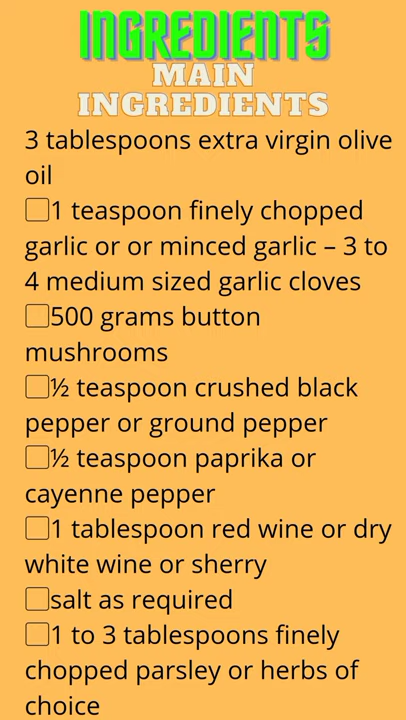 INGREDIENTS
MAIN
INGREDIENTS
3 tablespoons extra virgin olive
oil
1 teaspoon finely chopped
garlic or or minced garlic – 3 to
4 medium sized garlic cloves
500 grams button
mushrooms
½ teaspoon crushed black
pepper or ground pepper
½ teaspoon paprika or
cayenne pepper
1 tablespoon red wine or dry
white wine or sherry
salt as required
1 to 3 tablespoons finely
chopped parsley or herbs of
choice